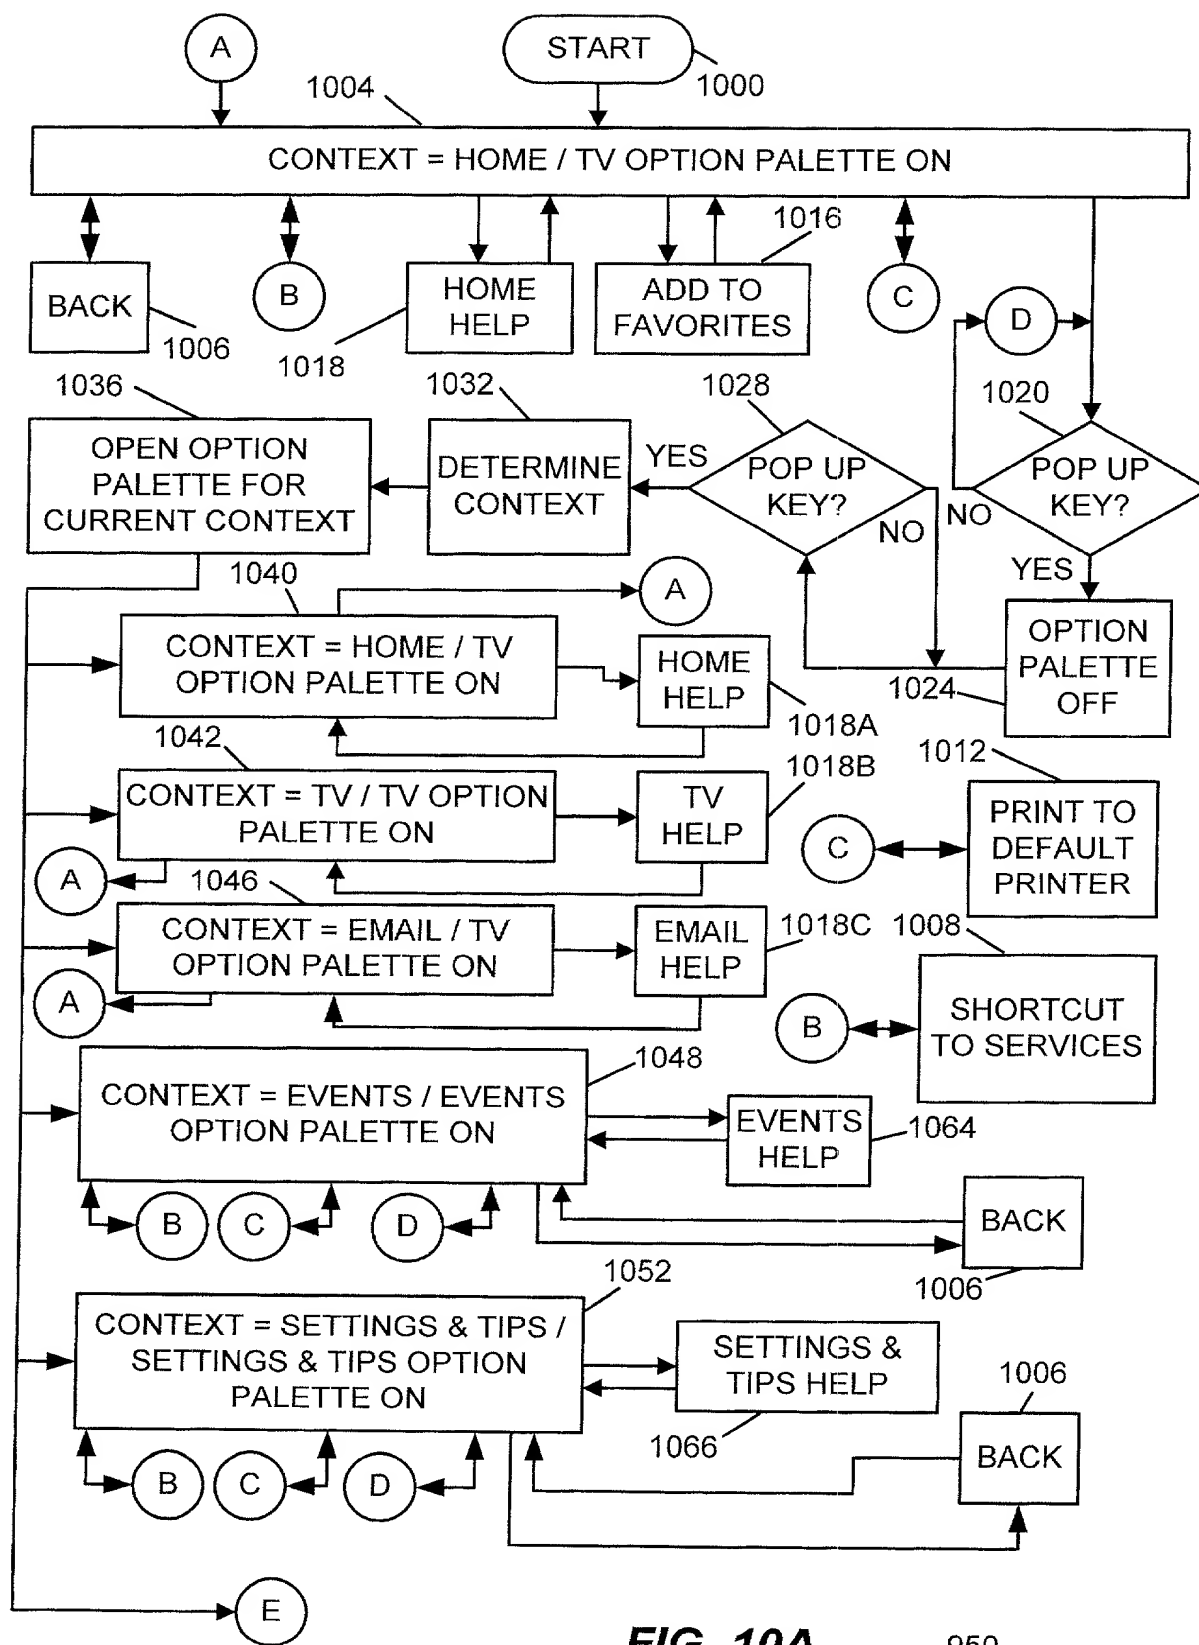 A
START
1000
1004
CONTEXT = HOME / TV OPTION PALETTE ON
BACK
1006
B
HOME
HELP
1018
ADD TO
FAVORITES
1016
C
D
1020
POP UP
KEY?
NO
YES
OPTION
PALETTE
OFF
1024
1028
POP UP
KEY?
YES
NO
1032
DETERMINE
CONTEXT
1036
OPEN OPTION
PALETTE FOR
CURRENT CONTEXT
1040
CONTEXT = HOME / TV
OPTION PALETTE ON
A
HOME
HELP
1018A
1042
CONTEXT = TV / TV OPTION
PALETTE ON
TV
HELP
1018B
A
1012
PRINT TO
DEFAULT
PRINTER
C
1046
CONTEXT = EMAIL / TV
OPTION PALETTE ON
EMAIL
HELP
1018C
A
1008
SHORTCUT
TO SERVICES
B
1048
CONTEXT = EVENTS / EVENTS
OPTION PALETTE ON
EVENTS
HELP
1064
B
C
D
BACK
1006
1052
CONTEXT = SETTINGS & TIPS /
SETTINGS & TIPS OPTION
PALETTE ON
SETTINGS &
TIPS HELP
1066
1006
BACK
B
C
D
E
FIG. 10A
950